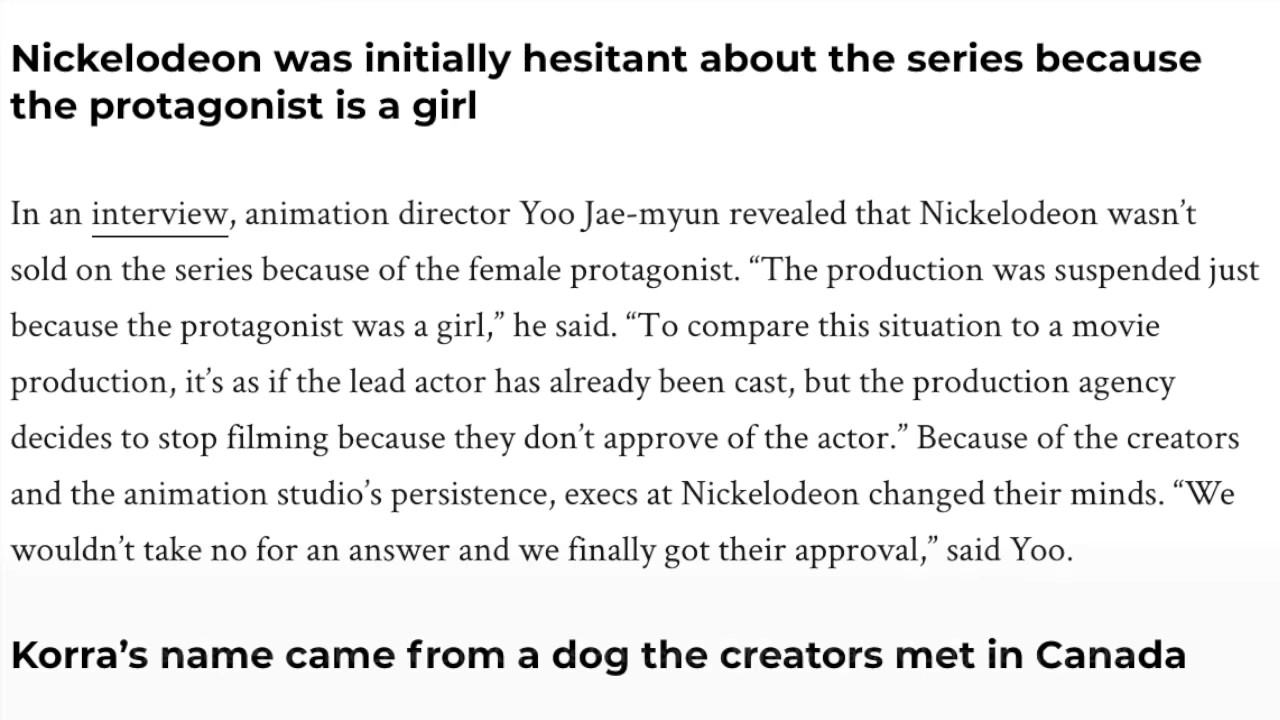 Nickelodeon was initially hesitant about the series because
the protagonist is a girl
In an interview, animation director Yoo Jae-myun revealed that Nickelodeon wasn’t
sold on the series because of the female protagonist. “The production was suspended just
because the protagonist was a girl,” he said. “To compare this situation to a movie
production, it’s as if the lead actor has already been cast, but the production agency
decides to stop filming because they don’t approve of the actor.” Because of the creators
and the animation studio’s persistence, execs at Nickelodeon changed their minds. “We
wouldn’t take no for an answer and we finally got their approval,” said Yoo.
Korra’s name came from a dog the creators met in Canada